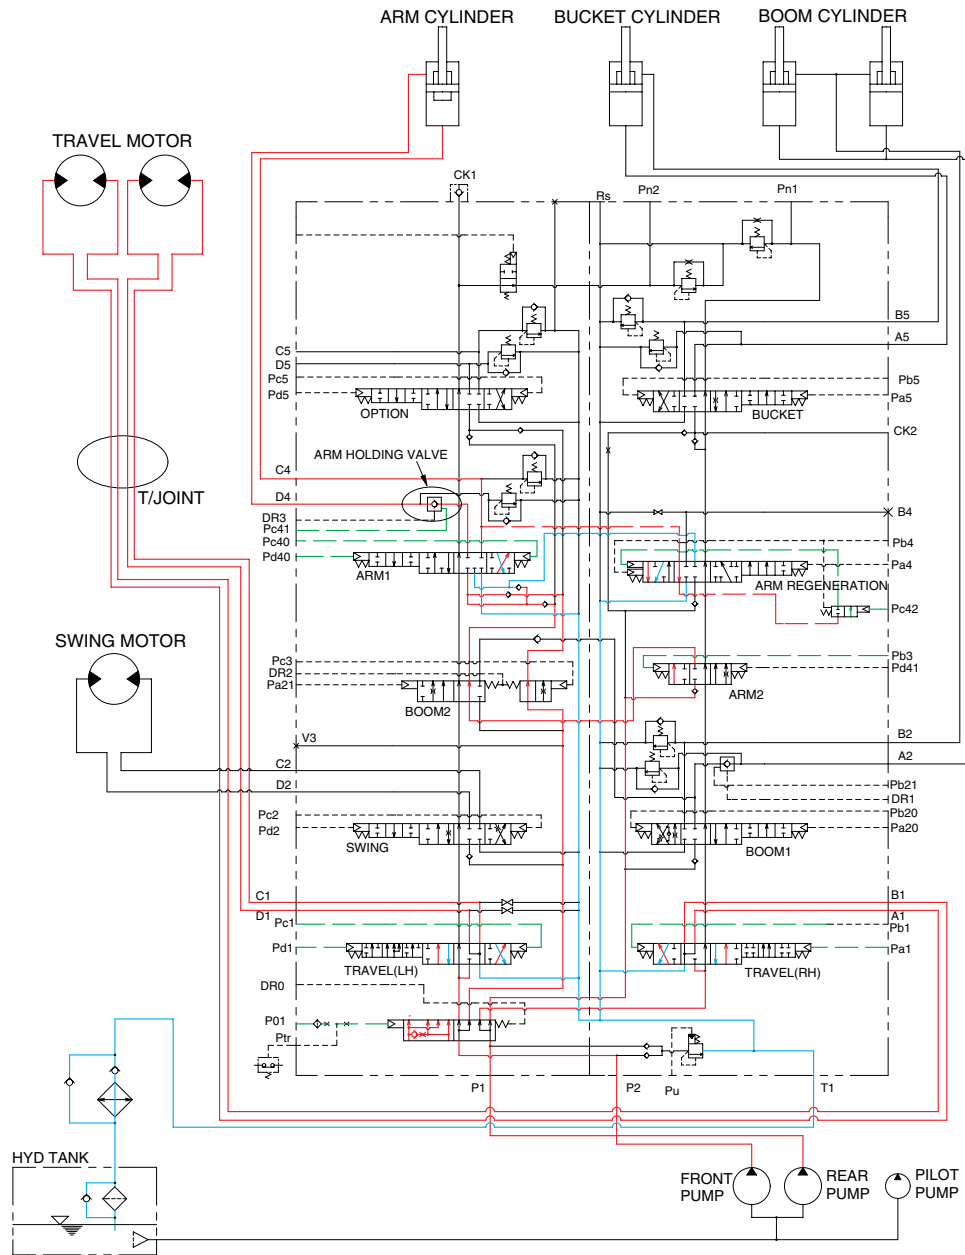 ARM CYLINDER
BUCKET CYLINDER
BOOM CYLINDER
TRAVEL MOTOR
CK1
Rs
Pn2
Pn1
B5
A5
C5
D5
Pc5
Pd5
OPTION
Pb5
Pa5
BUCKET
CK2
ARM HOLDING VALVE
T/JOINT
C4
D4
DR3
Pc41
Pc40
Pd40
ARM1
B4
Pb4
Pa4
ARM REGENERATION
Pc42
SWING MOTOR
Pc3
DR2
Pa21
BOOM2
Pb3
Pd41
ARM2
V3
C2
D2
B2
A2
Pb21
DR1
Pb20
Pa20
Pc2
Pd2
SWING
BOOM1
C1
D1
Pc1
Pd1
TRAVEL(LH)
B1
A1
Pb1
Pa1
TRAVEL(RH)
DR0
P01
Ptr
P1
P2
Pu
T1
HYD TANK
FRONT
PUMP
REAR
PUMP
PILOT
PUMP